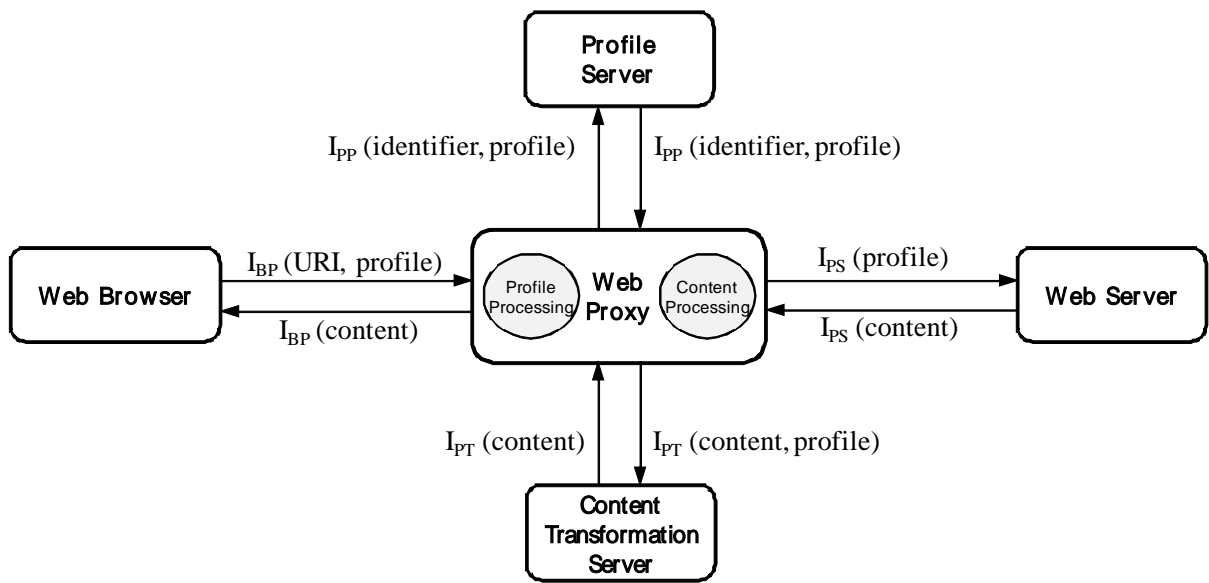 Profile
Server
I_PP (identifier, profile)
I_PP (identifier, profile)
Web Browser
I_BP (URI, profile)
I_BP (content)
Profile
Processing
Web
Proxy
Content
Processing
I_PS (profile)
I_PS (content)
Web Server
I_PT (content)
I_PT (content, profile)
Content
Transformation
Server